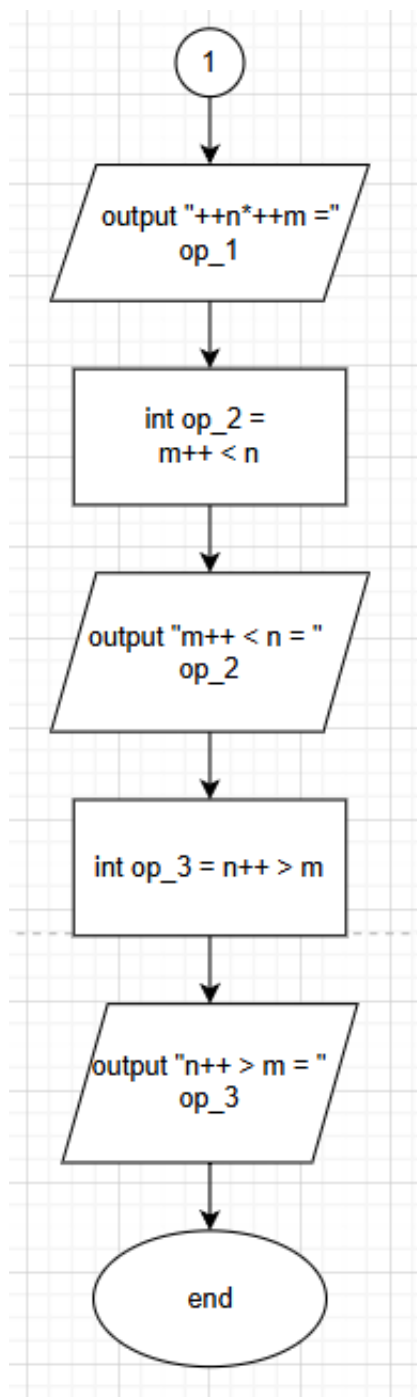 1
output "++n*++m ="
op_1
int op_2 =
m++ < n
output "m++ < n = "
op_2
int op_3 = n++ > m
output "n++ > m = "
op_3
end